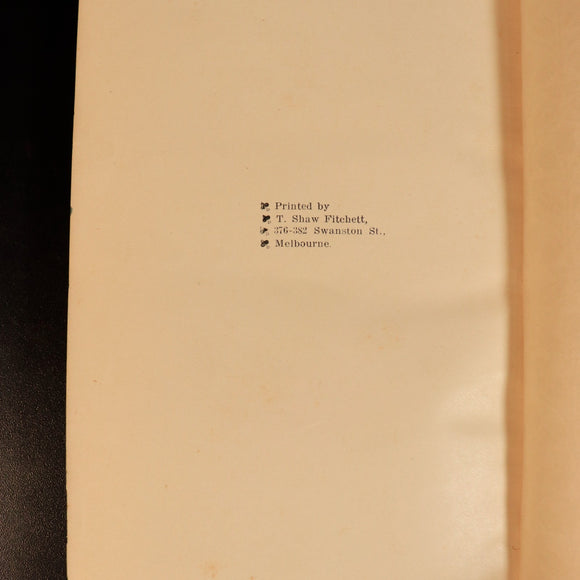 Printed by
T. Shaw Fitchett,
376-382 Swanston St.,
Melbourne.